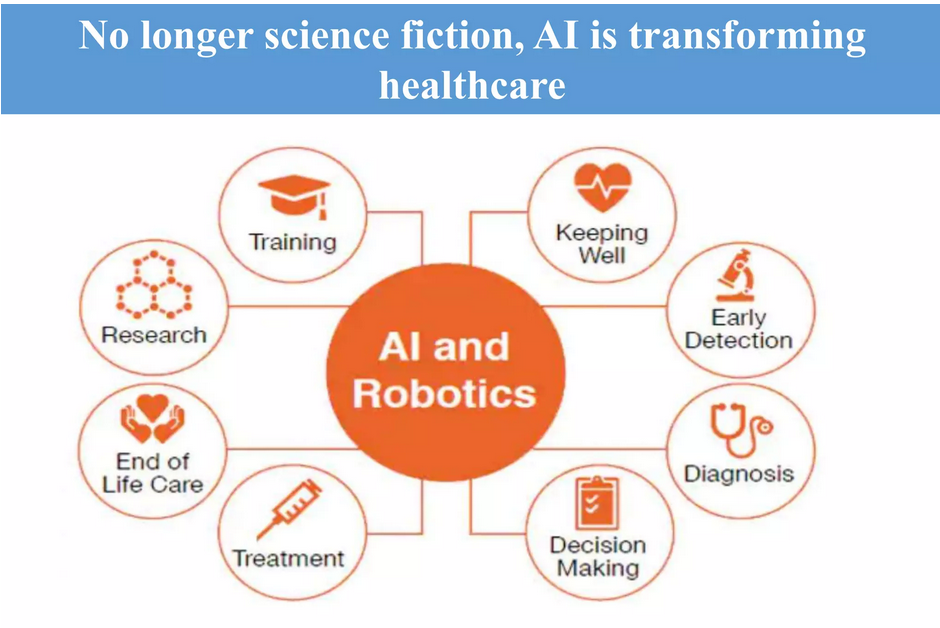 No longer science fiction, AI is transforming
healthcare
AI and
Robotics
Keeping
Well
Early
Detection
Diagnosis
Decision
Making
Treatment
End of
Life Care
Research
Training